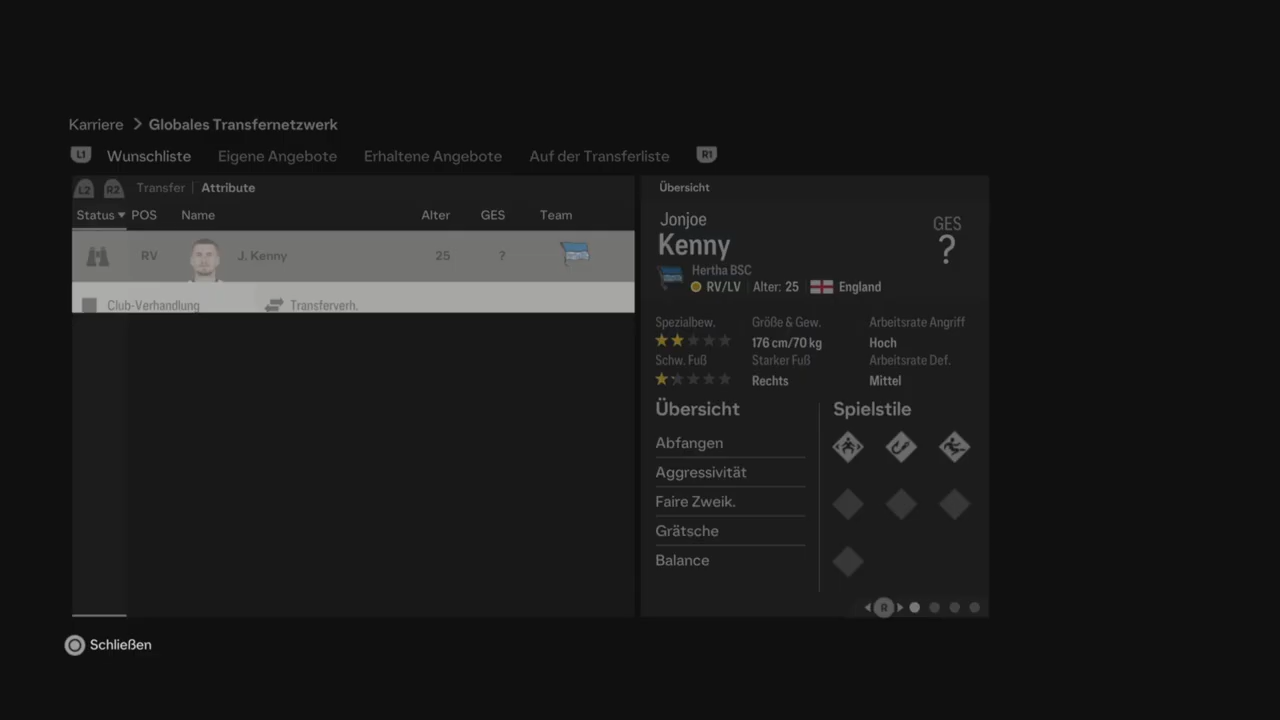 Karriere > Globales Transfernetzwerk
L1 Wunschliste Eigene Angebote Erhaltene Angebote Auf der Transferliste R1
L2 R2 Transfer | Attribute
Status POS Name Alter GES Team
RV J. Kenny 25 ?
Club-Verhandlung Transferverh.
Übersicht
Jonjoe
Kenny
GES
?
Hertha BSC
RV/LV Alter: 25 England
Spezialbew. Größe & Gew. Arbeitsrate Angriff
176 cm/70 kg Hoch
Schw. Fuß Starker Fuß Arbeitsrate Def.
Rechts Mittel
Übersicht Spielstile
Abfangen
Aggressivität
Faire Zweik.
Grätsche
Balance
R
Schließen